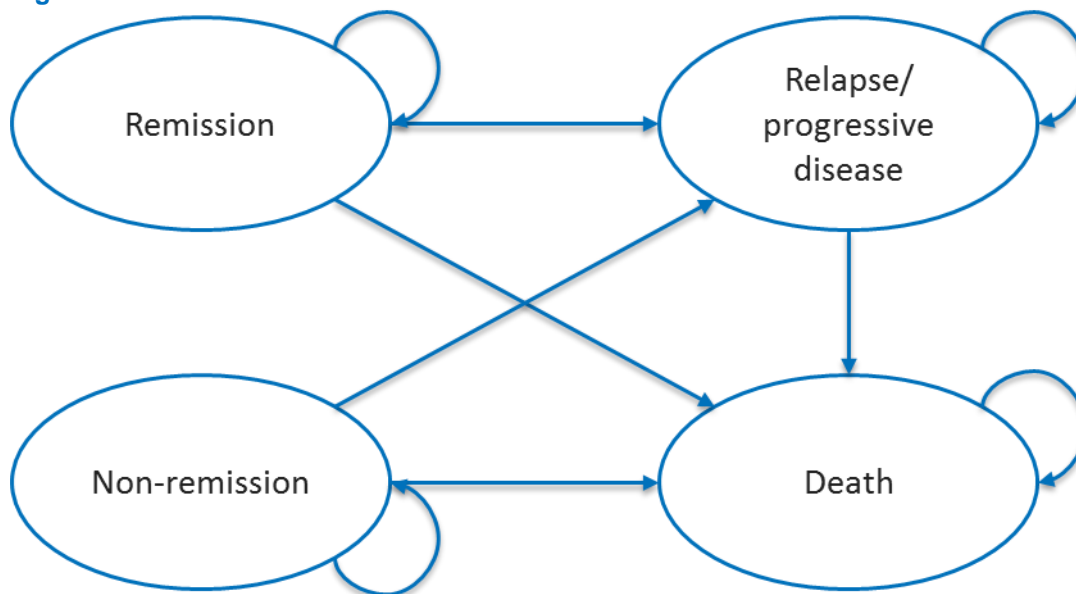 Remission
Relapse/
progressive
disease
Non-remission
Death